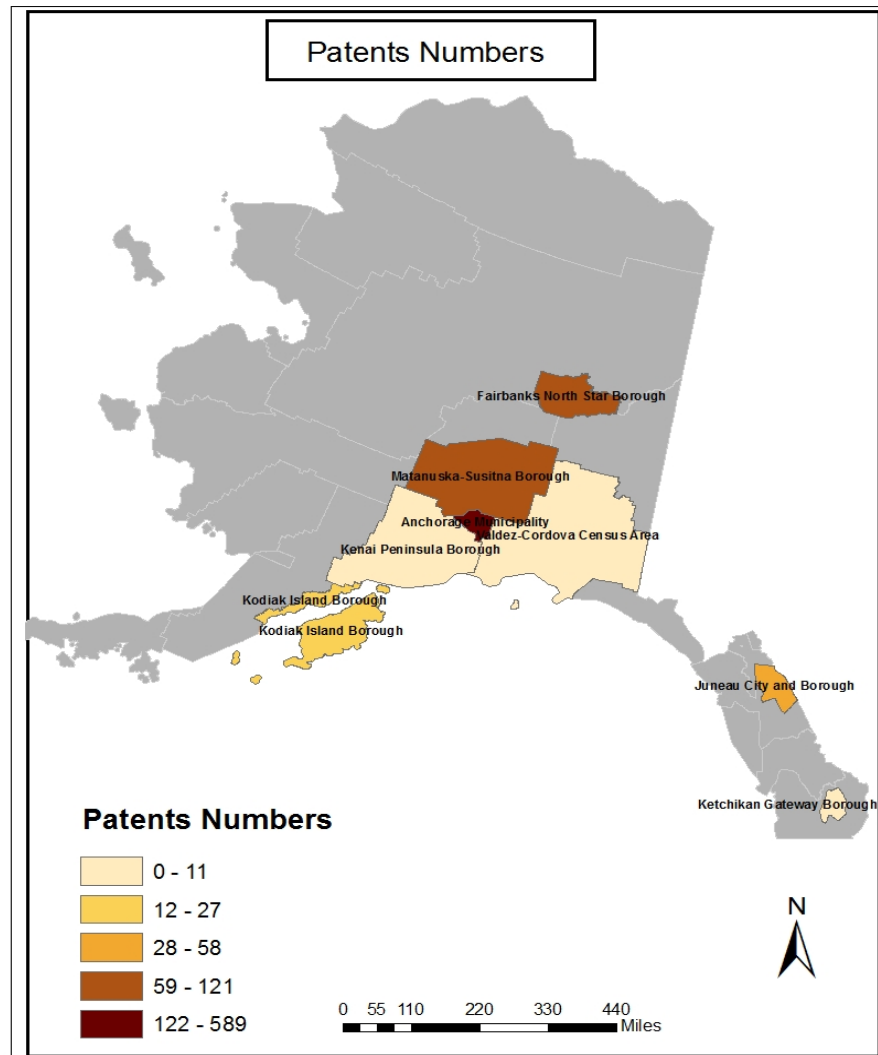 Patents Numbers
Fairbanks North Star Borough
Matanuska-Susitna Borough
Anchorage Municipality
Valdez-Cordova Census Area
Kenai Peninsula Borough
Kodiak Island Borough
Kodiak Island Borough
Juneau City and Borough
Ketchikan Gateway Borough
Patents Numbers
0 - 11
12 - 27
28 - 58
59 - 121
122 - 589
N
0 55 110 220 330 440
Miles